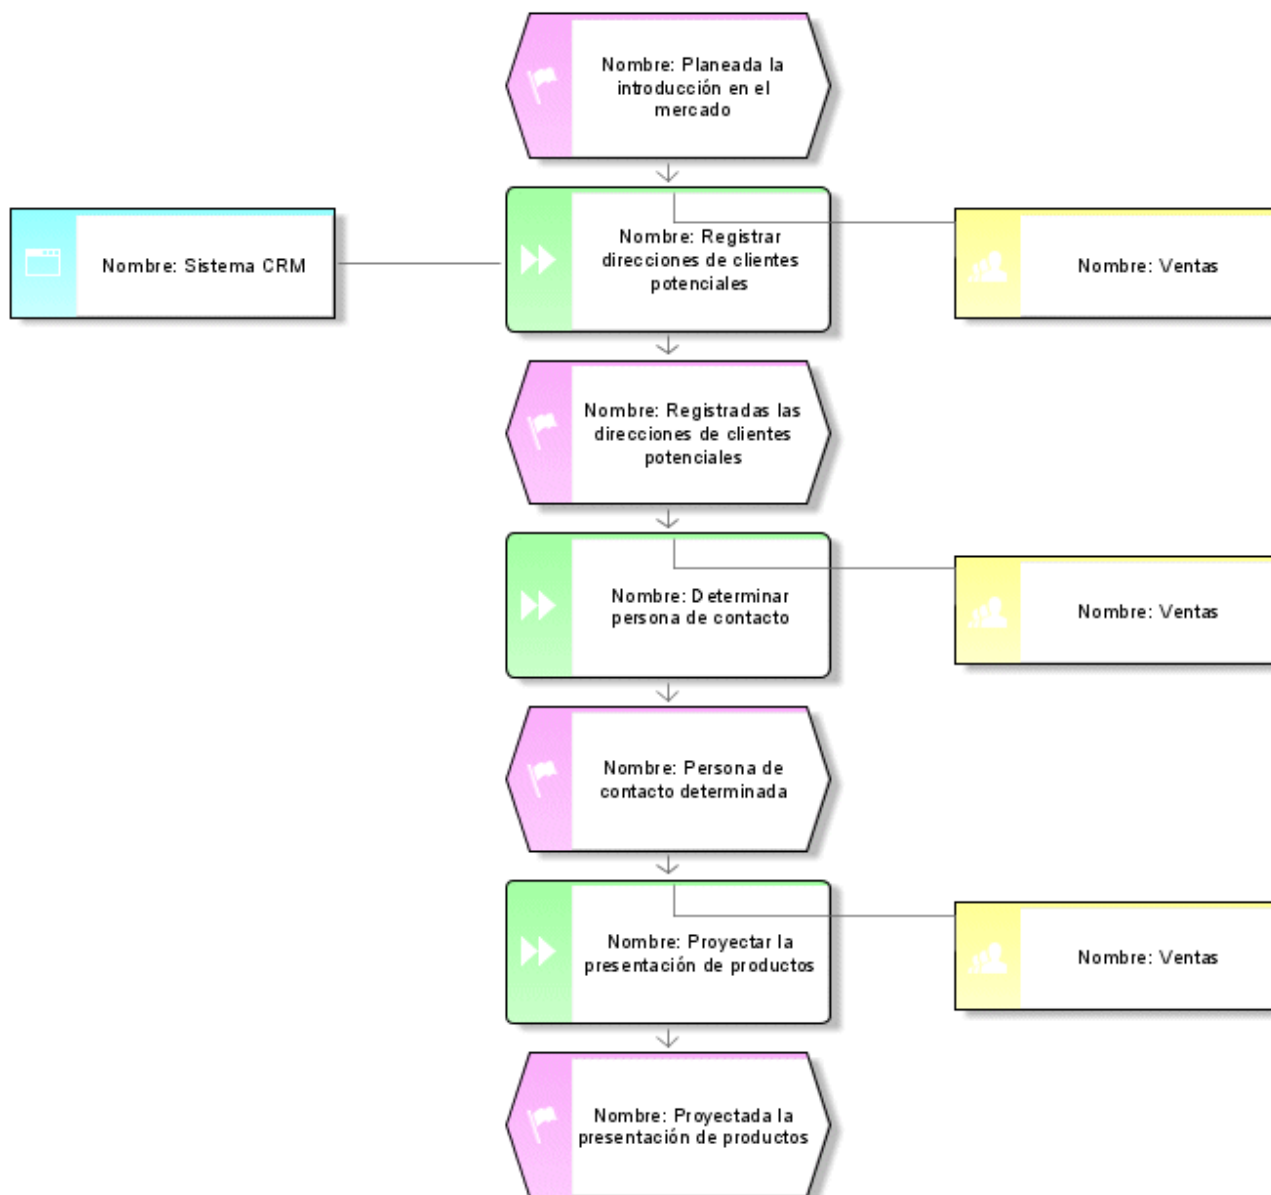 Nombre: Planeada la
introducción en el
mercado
Nombre: Sistema CRM
Nombre: Registrar
direcciones de clientes
potenciales
Nombre: Ventas
Nombre: Registradas las
direcciones de clientes
potenciales
Nombre: Determinar
persona de contacto
Nombre: Ventas
Nombre: Persona de
contacto determinada
Nombre: Proyectar la
presentación de productos
Nombre: Ventas
Nombre: Proyectada la
presentación de productos